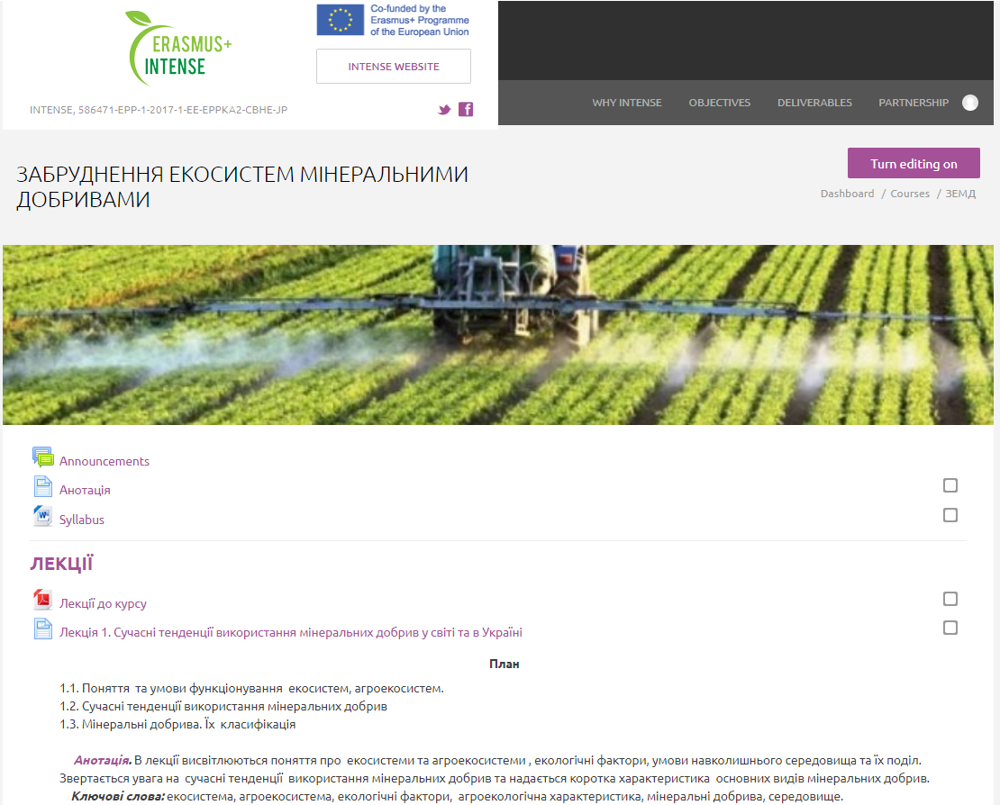 ERASMUS+
INTENSE
Co-funded by the
Erasmus+ Programme
of the European Union
INTENSE WEBSITE
INTENSE, 586471-EPP-1-2017-1-EE-EPPKA2-CBHE-JP
WHY INTENSE OBJECTIVES DELIVERABLES PARTNERSHIP
ЗАБРУДНЕННЯ ЕКОСИСТЕМ МІНЕРАЛЬНИМИ
ДОБРИВАМИ
Turn editing on
Dashboard / Courses / ЗЕМД
Announcements
Анотація
Syllabus
ЛЕКЦІЇ
Лекції до курсу
Лекція 1. Сучасні тенденції використання мінеральних добрив у світі та в Україні
План
1.1. Поняття та умови функціонування екосистем, агроекосистем.
1.2. Сучасні тенденції використання мінеральних добрив
1.3. Мінеральні добрива. Їх класифікація
Анотація. В лекції висвітлюються поняття про екосистеми та агроекосистеми , екологічні фактори, умови навколишнього середовища та їх поділ.
Звертається увага на сучасні тенденції використання мінеральних добрив та надається коротка характеристика основних видів мінеральних добрив.
Ключові слова: екосистема, агроекосистема, екологічні фактори, агроекологічна характеристика, мінеральні добрива, середовище.